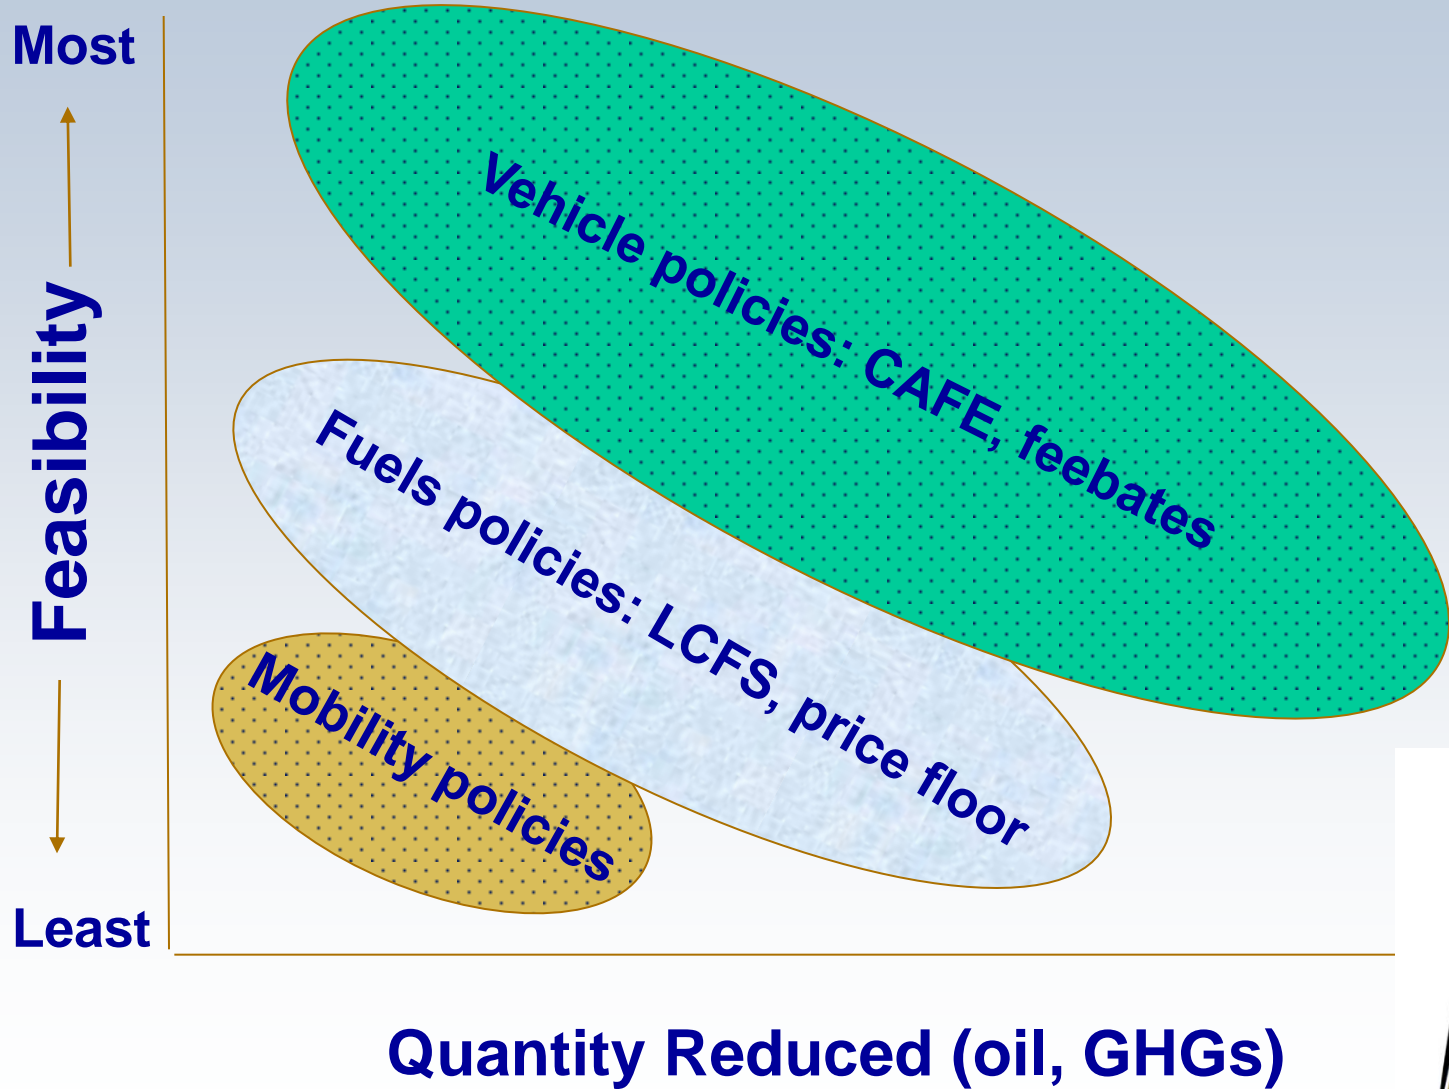 Most
Feasibility
Least
Vehicle policies: CAFE, feebates
Fuels policies: LCFS, price floor
Mobility policies
Quantity Reduced (oil, GHGs)